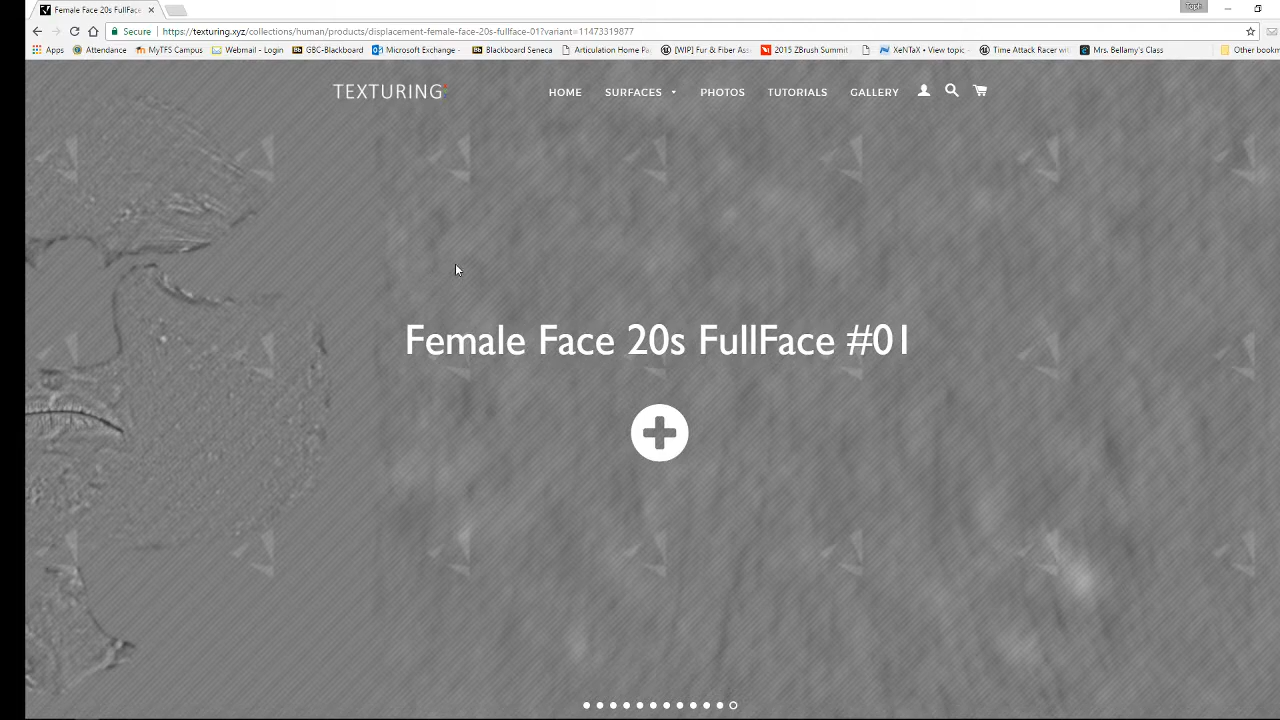 Female Face 20s FullFace
Secure
https://texturing.xyz/collections/human/products/displacement-female-face-20s-fullface-01?variant=11473319877
Apps Attendance MyTFS Campus Webmail - Login GBC-Blackboard Microsoft Exchange - Blackboard Seneca Articulation Home Pa [WIP] Fur & Fiber Ass 2015 ZBrush Summi XeNTaX • View topic - Time Attack Racer wi Mrs. Bellamy's Class Other bookm
TEXTURING
HOME SURFACES PHOTOS TUTORIALS GALLERY
Female Face 20s FullFace #01